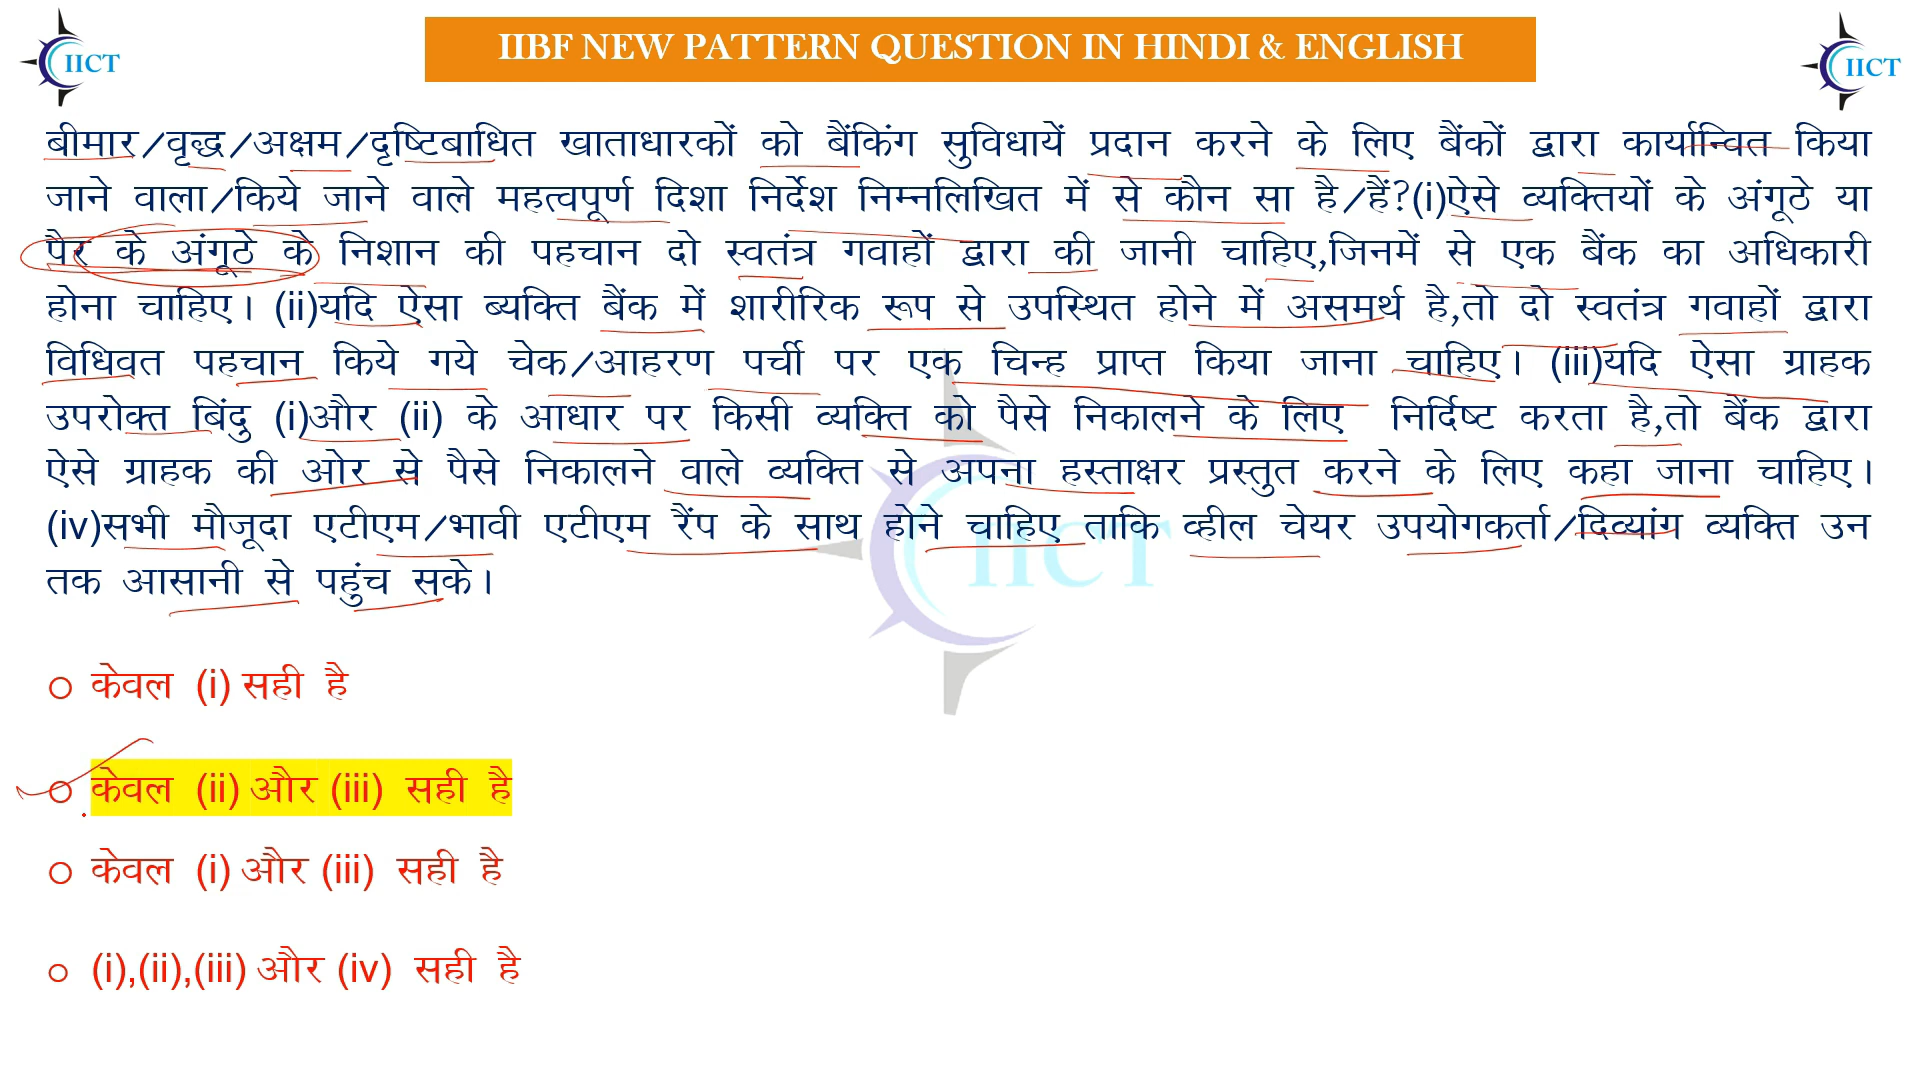 IICT
IIBF NEW PATTERN QUESTION IN HINDI & ENGLISH
IICT
बीमार/वृद्ध/अक्षम/दृष्टिबाधित खाताधारकों को बैंकिंग सुविधायें प्रदान करने के लिए बैंकों द्वारा कार्यान्वित किया
जाने वाला/किये जाने वाले महत्वपूर्ण दिशा निर्देश निम्नलिखित में से कौन सा है/हैं?(i)ऐसे व्यक्तियों के अंगूठे या
पैर के अंगूठे के निशान की पहचान दो स्वतंत्र गवाहों द्वारा की जानी चाहिए,जिनमें से एक बैंक का अधिकारी
होना चाहिए। (ii)यदि ऐसा ब्यक्ति बैंक में शारीरिक रूप से उपस्थित होने में असमर्थ है,तो दो स्वतंत्र गवाहों द्वारा
विधिवत पहचान किये गये चेक/आहरण पर्ची पर एक चिन्ह प्राप्त किया जाना चाहिए। (iii)यदि ऐसा ग्राहक
उपरोक्त बिंदु (i)और (ii) के आधार पर किसी व्यक्ति को पैसे निकालने के लिए निर्दिष्ट करता है,तो बैंक द्वारा
ऐसे ग्राहक की ओर से पैसे निकालने वाले व्यक्ति से अपना हस्ताक्षर प्रस्तुत करने के लिए कहा जाना चाहिए।
(iv)सभी मौजूदा एटीएम/भावी एटीएम रैंप के साथ होने चाहिए ताकि व्हील चेयर उपयोगकर्ता/दिव्यांग व्यक्ति उन
तक आसानी से पहुंच सके।
IICT
केवल (i) सही है
केवल (ii) और (iii) सही है
केवल (i) और (iii) सही है
(i),(ii),(iii) और (iv) सही है